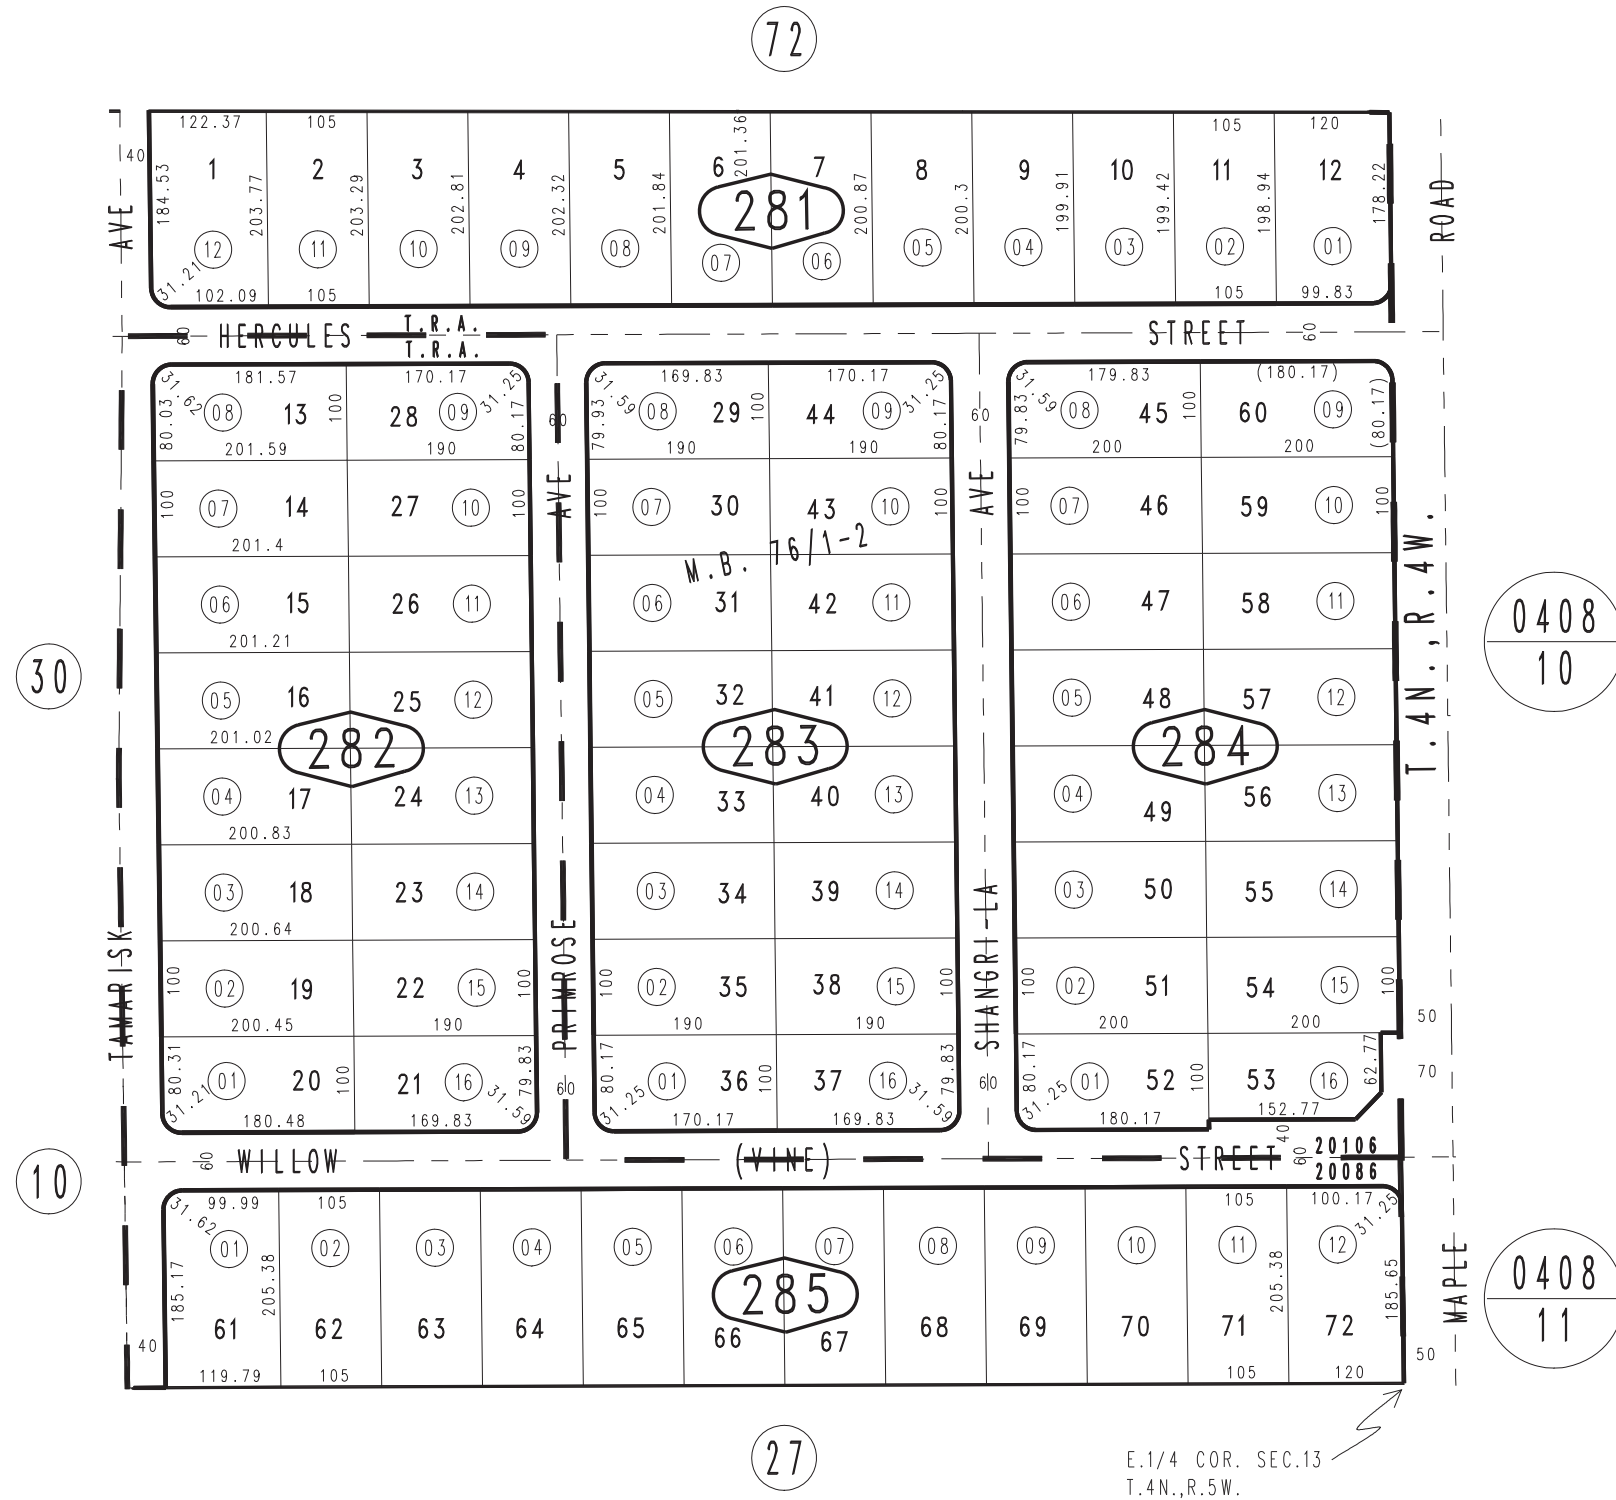 72
122.37 105 105 120
40
1 2 3 4 5 6 7 8 9 10 11 12
184.53 203.77 203.29 202.81 202.32 201.84 201.36 200.87 200.3 199.91 199.42 198.94 178.22
281
12 11 10 09 08 07 06 05 04 03 02 01
31.21 102.09 105 105 99.83
AVE
ROAD
60 HERCULES T.R.A. STREET 60
T.R.A.
31.62 181.57 170.17 31.25 31.59 169.83 170.17 31.25 31.59 179.83 (180.17)
80.03 08 13 100 28 09 80.17 60 79.93 08 29 100 44 09 80.17 60 79.83 08 45 100 60 09 (80.17)
201.59 190 190 190 200 200
100 07 14 27 10 100 AVE 100 07 30 43 10 100 AVE 100 07 46 59 10 100
201.4
M.B. 76/1-2
T.4N.,R.4W.
06 15 26 11 06 31 42 11 06 47 58 11
0408
10
201.21
30
05 16 25 12 05 32 41 12 05 48 57 12
201.02
282 283 284
04 17 24 13 04 33 40 13 04 49 56 13
200.83
03 18 23 14 03 34 39 14 03 50 55 14
200.64
TAMARISK PRIMROSE SHANGRI-LA
100 02 19 22 15 100 100 02 35 38 15 100 100 02 51 54 15 100
200.45 190 190 190 200 200 50
80.31 01 20 100 21 16 79.83 60 80.17 01 36 100 37 16 79.83 60 80.17 01 52 100 53 16 62.77 70
31.21 180.48 169.83 31.59 31.25 170.17 169.83 31.59 31.25 180.17 152.77
40
60 WILLOW (VINE) STREET 60 20106
20086
10
31.62 99.99 105 105 100.17 31.25
01 02 03 04 05 06 07 08 09 10 11 12
185.17 205.38 205.38 185.65
285
MAPLE
0408
11
61 62 63 64 65 66 67 68 69 70 71 72
40 50
119.79 105 105 120
27
E.1/4 COR. SEC.13
T.4N.,R.5W.